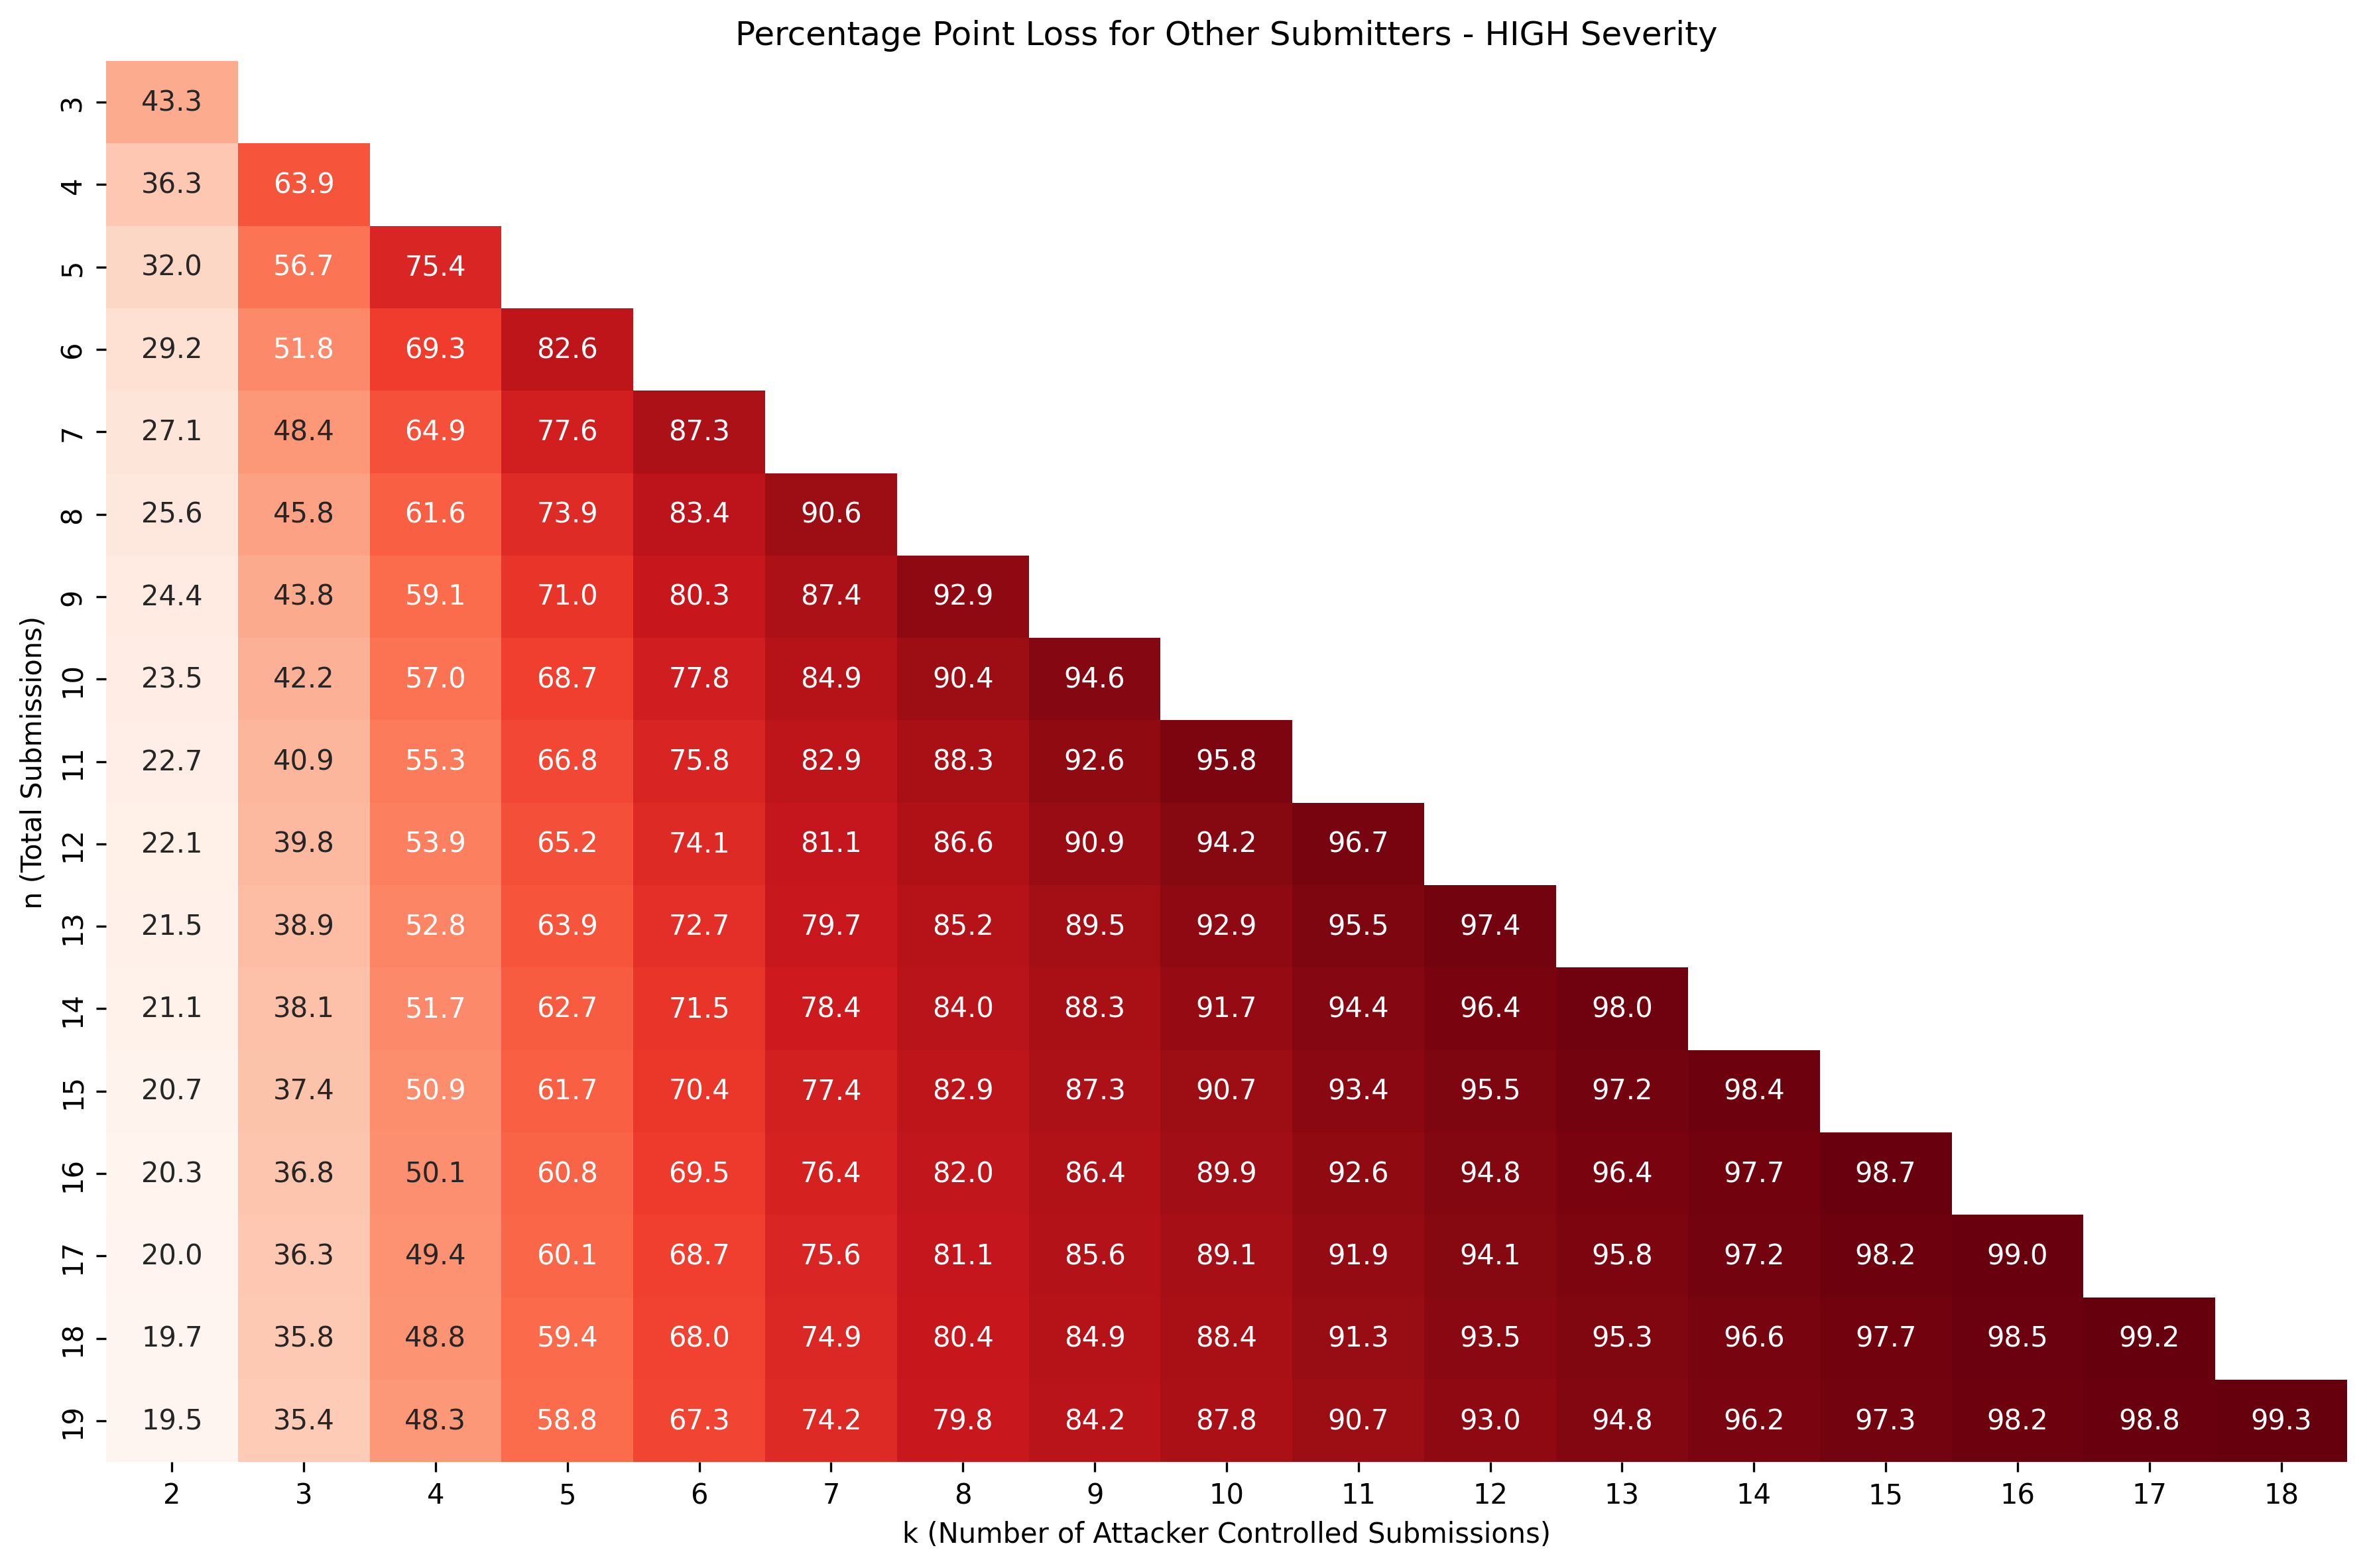 Percentage Point Loss for Other Submitters - HIGH Severity
n (Total Submissions)
3 43.3
4 36.3 63.9
5 32.0 56.7 75.4
6 29.2 51.8 69.3 82.6
7 27.1 48.4 64.9 77.6 87.3
8 25.6 45.8 61.6 73.9 83.4 90.6
9 24.4 43.8 59.1 71.0 80.3 87.4 92.9
10 23.5 42.2 57.0 68.7 77.8 84.9 90.4 94.6
11 22.7 40.9 55.3 66.8 75.8 82.9 88.3 92.6 95.8
12 22.1 39.8 53.9 65.2 74.1 81.1 86.6 90.9 94.2 96.7
13 21.5 38.9 52.8 63.9 72.7 79.7 85.2 89.5 92.9 95.5 97.4
14 21.1 38.1 51.7 62.7 71.5 78.4 84.0 88.3 91.7 94.4 96.4 98.0
15 20.7 37.4 50.9 61.7 70.4 77.4 82.9 87.3 90.7 93.4 95.5 97.2 98.4
16 20.3 36.8 50.1 60.8 69.5 76.4 82.0 86.4 89.9 92.6 94.8 96.4 97.7 98.7
17 20.0 36.3 49.4 60.1 68.7 75.6 81.1 85.6 89.1 91.9 94.1 95.8 97.2 98.2 99.0
18 19.7 35.8 48.8 59.4 68.0 74.9 80.4 84.9 88.4 91.3 93.5 95.3 96.6 97.7 98.5 99.2
19 19.5 35.4 48.3 58.8 67.3 74.2 79.8 84.2 87.8 90.7 93.0 94.8 96.2 97.3 98.2 98.8 99.3
2 3 4 5 6 7 8 9 10 11 12 13 14 15 16 17 18
k (Number of Attacker Controlled Submissions)